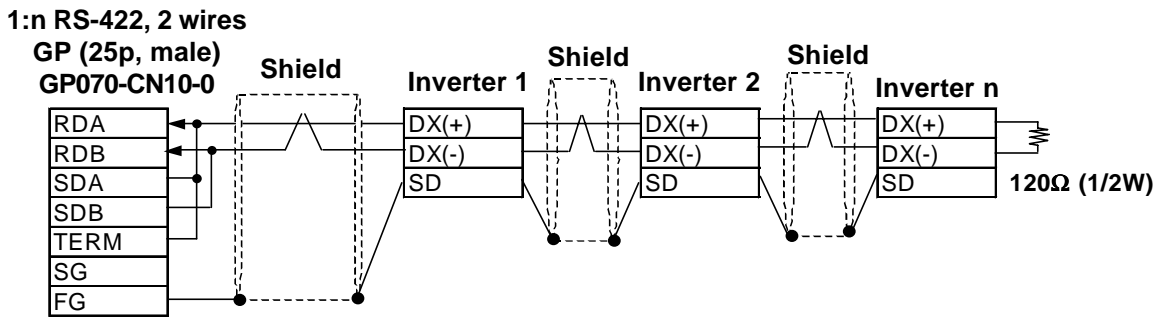 1:n RS-422, 2 wires
GP (25p, male)
GP070-CN10-0
Shield
Inverter 1
Shield
Inverter 2
Shield
Inverter n
RDA
RDB
SDA
SDB
TERM
SG
FG
DX(+)
DX(-)
SD
DX(+)
DX(-)
SD
DX(+)
DX(-)
SD
120Ω (1/2W)